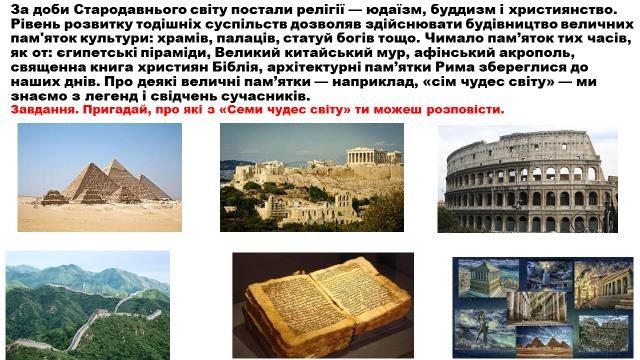 За доби Стародавнього світу постали релігії — юдаїзм, буддизм і християнство.
Рівень розвитку тодішніх суспільств дозволяв здійснювати будівництво величних
пам'яток культури: храмів, палаців, статуй богів тощо. Чимало пам’яток тих часів,
як от: єгипетські піраміди, Великий китайський мур, афінський акрополь,
священна книга християн Біблія, архітектурні пам’ятки Рима збереглися до
наших днів. Про деякі величні пам’ятки — наприклад, «сім чудес світу» — ми
знаємо з легенд і свідчень сучасників.
Завдання. Пригадай, про які з «Семи чудес світу» ти можеш розповісти.